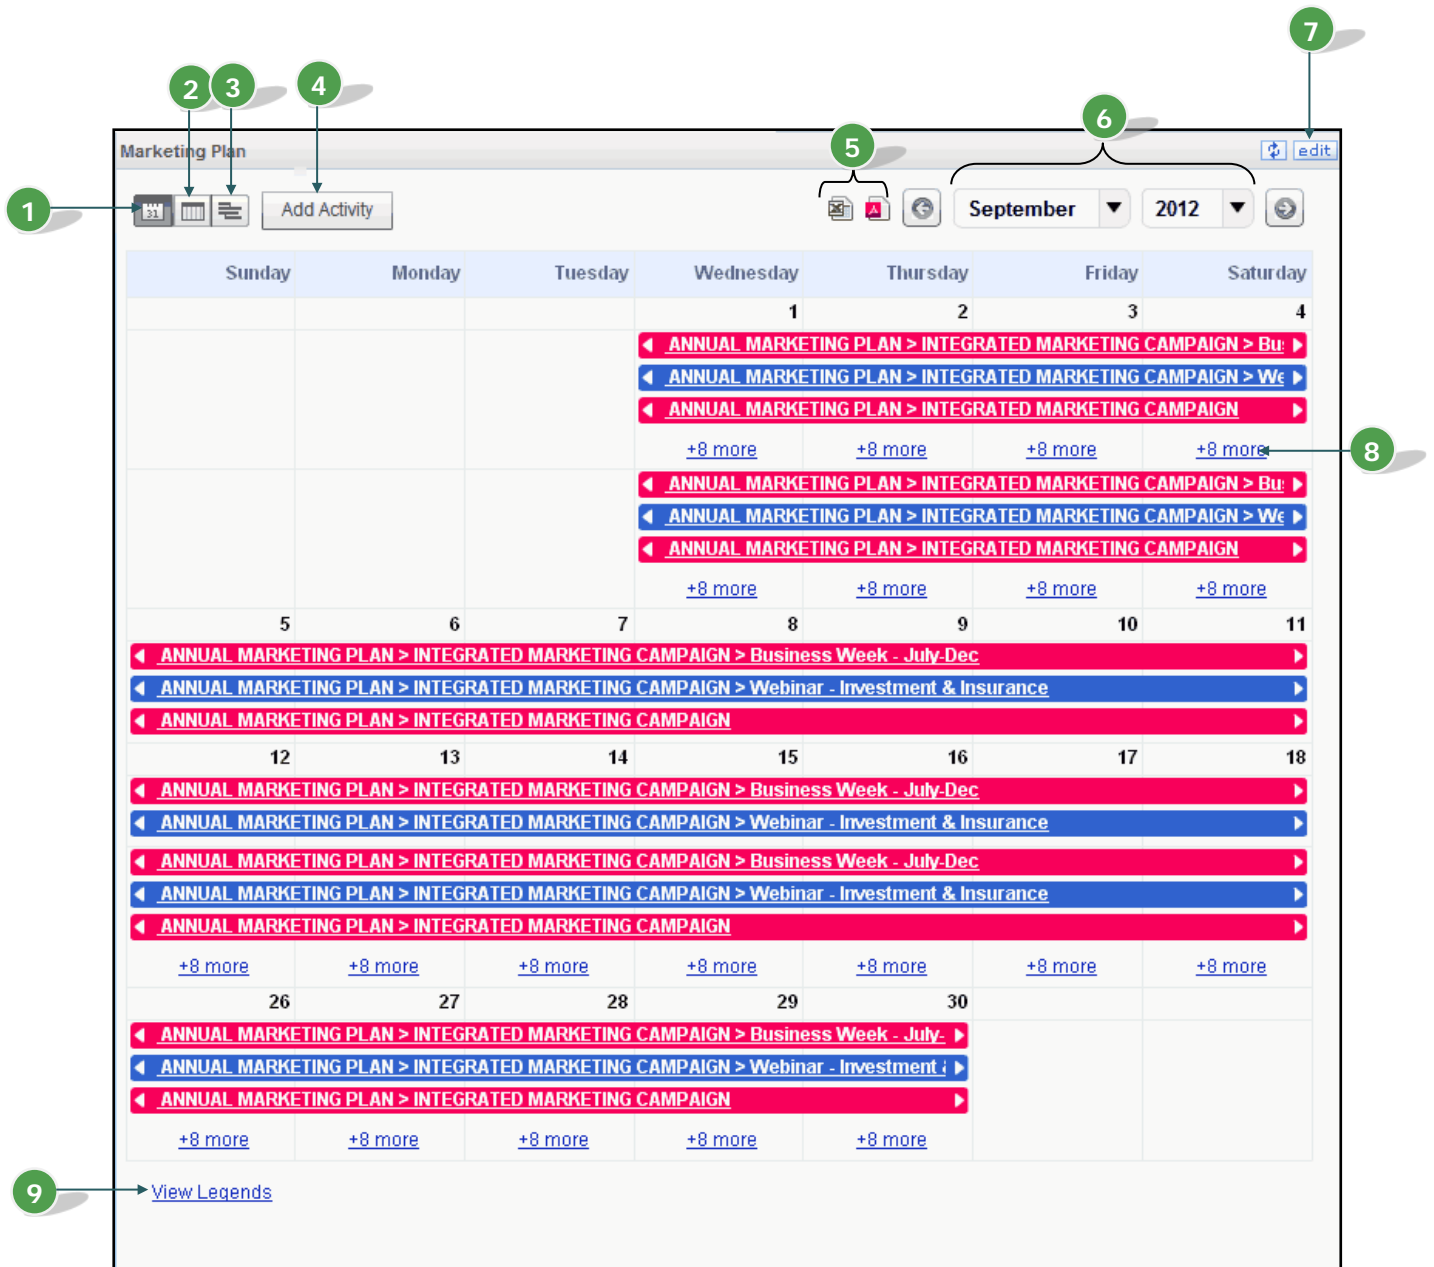 7
2 3 4
6
5
Marketing Plan edit
1
31 Add Activity September 2012
Sunday Monday Tuesday Wednesday Thursday Friday Saturday
1 2 3 4
ANNUAL MARKETING PLAN > INTEGRATED MARKETING CAMPAIGN > Bu
ANNUAL MARKETING PLAN > INTEGRATED MARKETING CAMPAIGN > We
ANNUAL MARKETING PLAN > INTEGRATED MARKETING CAMPAIGN
+8 more +8 more +8 more +8 more
8
ANNUAL MARKETING PLAN > INTEGRATED MARKETING CAMPAIGN > Bu
ANNUAL MARKETING PLAN > INTEGRATED MARKETING CAMPAIGN > We
ANNUAL MARKETING PLAN > INTEGRATED MARKETING CAMPAIGN
+8 more +8 more +8 more +8 more
5 6 7 8 9 10 11
ANNUAL MARKETING PLAN > INTEGRATED MARKETING CAMPAIGN > Business Week - July-Dec
ANNUAL MARKETING PLAN > INTEGRATED MARKETING CAMPAIGN > Webinar - Investment & Insurance
ANNUAL MARKETING PLAN > INTEGRATED MARKETING CAMPAIGN
12 13 14 15 16 17 18
ANNUAL MARKETING PLAN > INTEGRATED MARKETING CAMPAIGN > Business Week - July-Dec
ANNUAL MARKETING PLAN > INTEGRATED MARKETING CAMPAIGN > Webinar - Investment & Insurance
ANNUAL MARKETING PLAN > INTEGRATED MARKETING CAMPAIGN > Business Week - July-Dec
ANNUAL MARKETING PLAN > INTEGRATED MARKETING CAMPAIGN > Webinar - Investment & Insurance
ANNUAL MARKETING PLAN > INTEGRATED MARKETING CAMPAIGN
+8 more +8 more +8 more +8 more +8 more +8 more +8 more
26 27 28 29 30
ANNUAL MARKETING PLAN > INTEGRATED MARKETING CAMPAIGN > Business Week - July-
ANNUAL MARKETING PLAN > INTEGRATED MARKETING CAMPAIGN > Webinar - Investment
ANNUAL MARKETING PLAN > INTEGRATED MARKETING CAMPAIGN
+8 more +8 more +8 more +8 more +8 more
9
View Legends